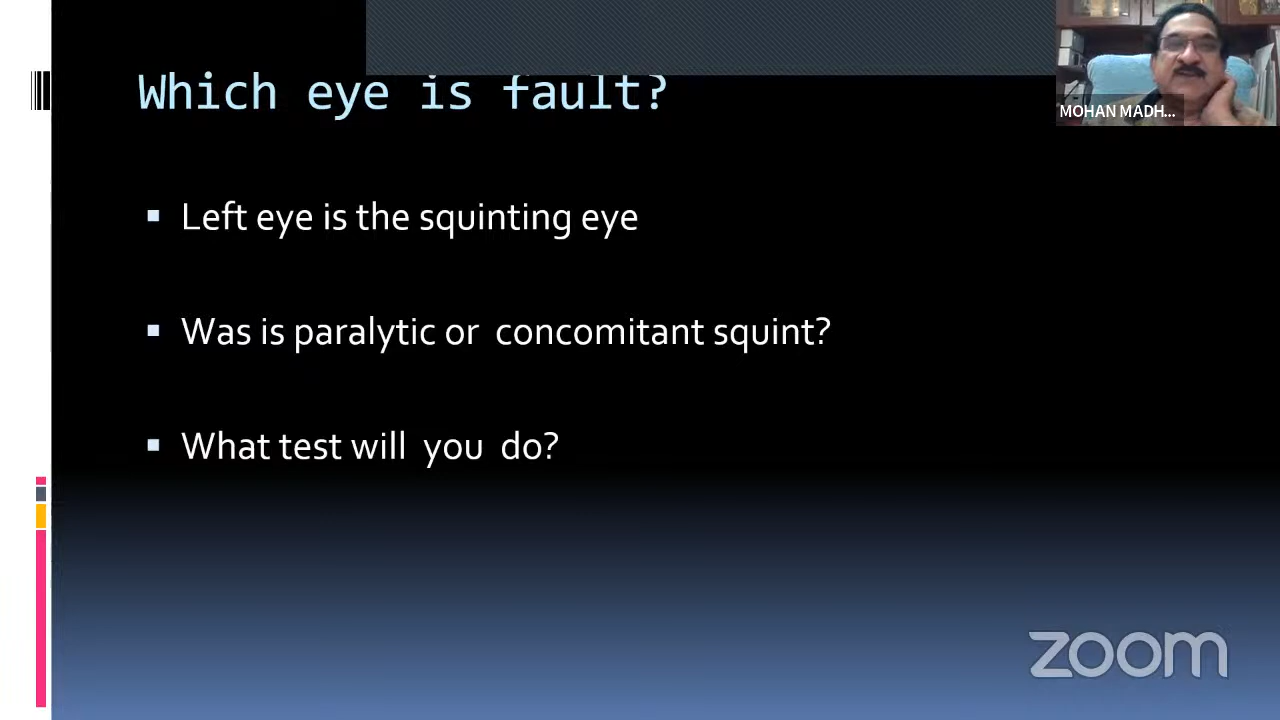 Which eye is fault?
MOHAN MADH...
Left eye is the squinting eye
Was is paralytic or concomitant squint?
What test will you do?
zoom